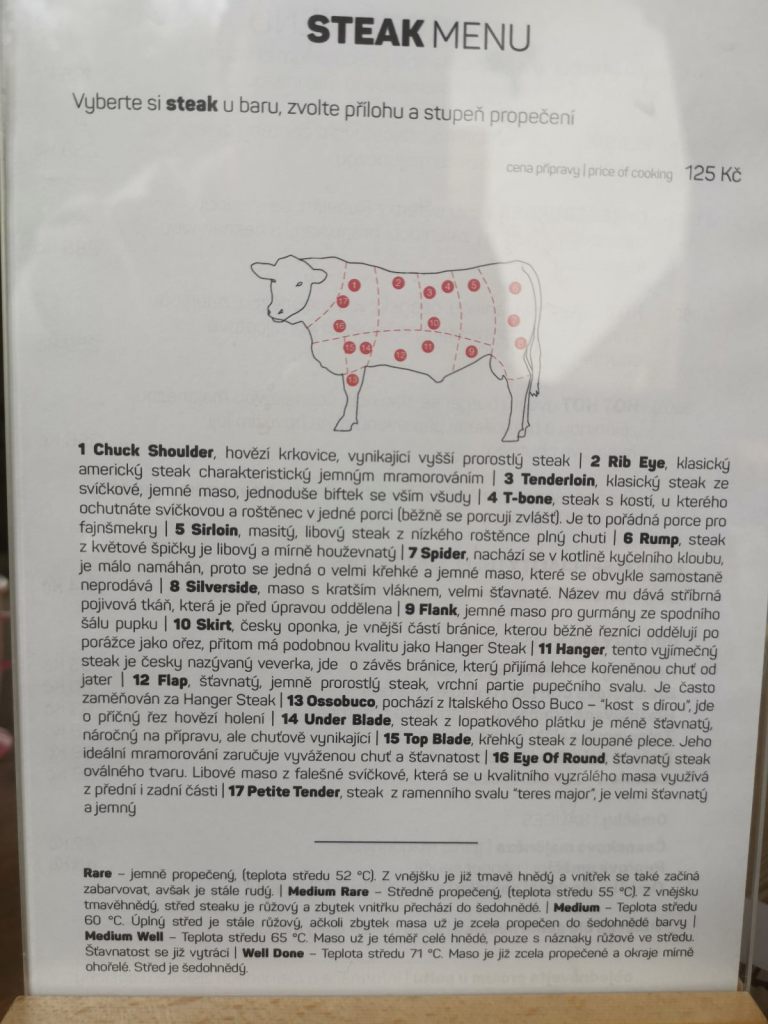 STEAK MENU
Vyberte si steak u baru, zvolte přílohu a stupeň propečení
cena přípravy | price of cooking 125 Kč
1 2 3 4 5
17
16 10
15 14 12 11 9
13
1 Chuck Shoulder, hovězí krkovice, vynikající vyšší prorostlý steak | 2 Rib Eye, klasický
americký steak charakteristický jemným mramorováním | 3 Tenderloin, klasický steak ze
svíčkové, jemné maso, jednoduše biftek se vším všudy | 4 T-bone, steak s kostí, u kterého
ochutnáte svíčkovou a roštěnec v jedné porci (běžně se porcují zvlášť). Je to pořádná porce pro
fajnšmekry | 5 Sirloin, masitý, libový steak z nízkého roštěnce plný chuti | 6 Rump, steak
z květové špičky je libový a mírně houževnatý | 7 Spider, nachází se v kotlině kyčelního kloubu,
je málo namáhán, proto se jedná o velmi křehké a jemné maso, které se obvykle samostaně
neprodává | 8 Silverside, maso s kratším vláknem, velmi šťavnaté. Název mu dává stříbrná
pojivová tkáň, která je před úpravou oddělena | 9 Flank, jemné maso pro gurmány ze spodního
šálu pupku | 10 Skirt, česky oponka, je vnější částí bránice, kterou běžně řezníci oddělují po
porážce jako ořez, přitom má podobnou kvalitu jako Hanger Steak | 11 Hanger, tento vyjímečný
steak je česky nazývaný veverka, jde o závěs bránice, který přijímá lehce kořeněnou chuť od
jater | 12 Flap, šťavnatý, jemně prorostlý steak, vrchní partie pupečního svalu. Je často
zaměňován za Hanger Steak | 13 Ossobuco, pochází z Italského Osso Buco – "kost s dírou", jde
o příčný řez hovězí holení | 14 Under Blade, steak z lopatkového plátku je méně šťavnatý,
náročný na přípravu, ale chuťově vynikající | 15 Top Blade, křehký steak z loupané plece. Jeho
ideální mramorování zaručuje vyváženou chuť a šťavnatost | 16 Eye Of Round, šťavnatý steak
oválného tvaru. Libové maso z falešné svíčkové, která se u kvalitního vyzrálého masa využívá
z přední i zadní části | 17 Petite Tender, steak z ramenního svalu "teres major", je velmi šťavnatý
a jemný
Rare – jemně propečený, (teplota středu 52 °C). Z vnějšku je již tmavě hnědý a vnitřek se také začíná
zabarvovat, avšak je stále rudý. | Medium Rare – Středně propečený, (teplota středu 55 °C). Z vnějšku
tmavěhnědý, střed steaku je růžový a zbytek vnitřku přechází do šedohnědé. | Medium – Teplota středu
60 °C. Úplný střed je stále růžový, ačkoli zbytek masa už je zcela propečen do šedohnědé barvy |
Medium Well – Teplota středu 65 °C. Maso už je téměř celé hnědé, pouze s náznaky růžové ve středu.
Šťavnatost se již vytrácí | Well Done – Teplota středu 71 °C. Maso je již zcela propečené a okraje mírně
ohořelé. Střed je šedohnědý.